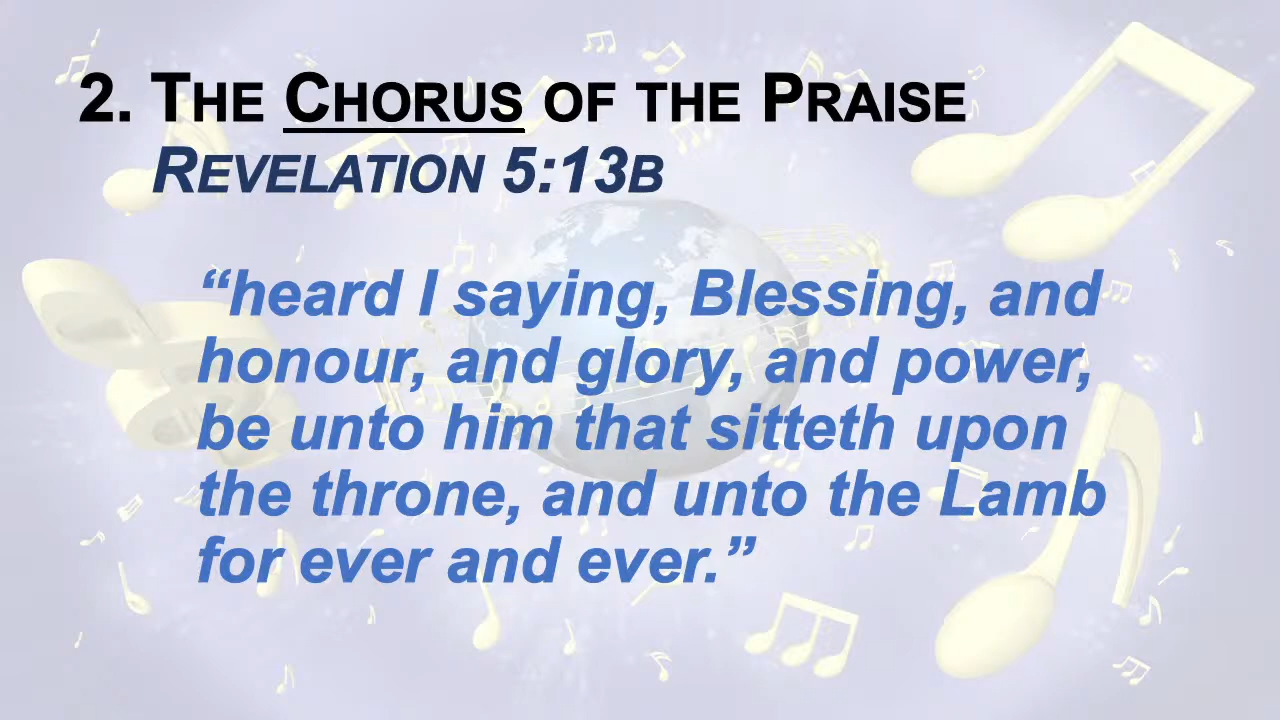 2. The Chorus of the Praise
Revelation 5:13b
“heard I saying, Blessing, and
honour, and glory, and power,
be unto him that sitteth upon
the throne, and unto the Lamb
for ever and ever.”